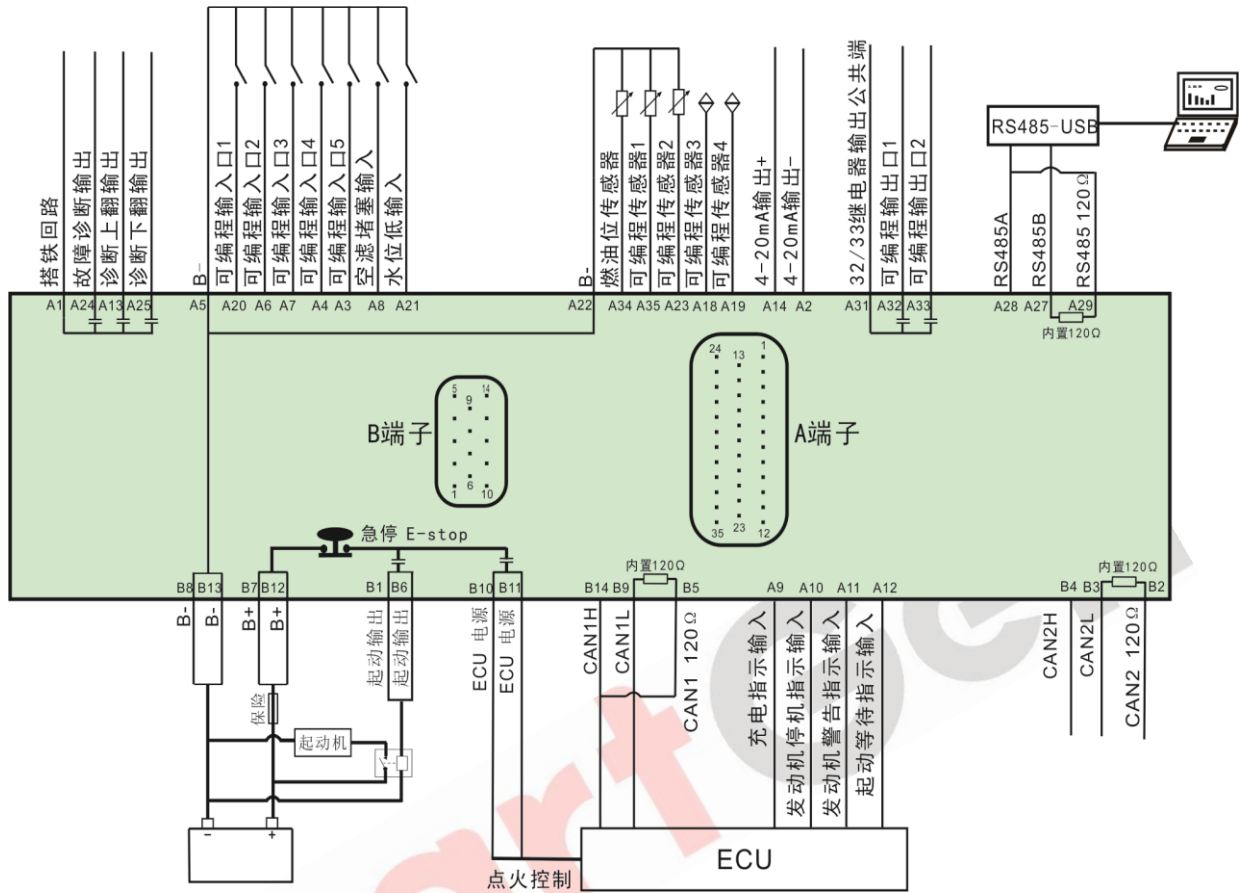 搭铁回路
故障诊断输出
诊断上翻输出
诊断下翻输出
B-
可编程输入口1
可编程输入口2
可编程输入口3
可编程输入口4
可编程输入口5
空滤堵塞输入
水位低输入
B-
燃油位传感器
可编程传感器1
可编程传感器2
可编程传感器3
可编程传感器4
4-20mA输出+
4-20mA输出-
32/33继电器输出公共端
可编程输出口1
可编程输出口2
RS485-USB
RS485A
RS485B
RS485 120Ω
A1 A24 A13 A25 A5 A20 A6 A7 A4 A3 A8 A21 A22 A34 A35 A23 A18 A19 A14 A2 A31 A32 A33 A28 A27 A29
内置120Ω
B端子
5 14
9
6
1 10
A端子
24 13 1
35 23 12
急停 E-stop
内置120Ω
内置120Ω
B8 B13 B7 B12 B1 B6 B10 B11 B14 B9 B5 A9 A10 A11 A12 B4 B3 B2
B-
B-
B+
B+
起动输出
起动输出
ECU 电源
ECU 电源
CAN1H
CAN1L
CAN1 120Ω
充电指示输入
发动机停机指示输入
发动机警告指示输入
起动等待指示输入
CAN2H
CAN2L
CAN2 120Ω
保险
起动机
- +
点火控制
ECU